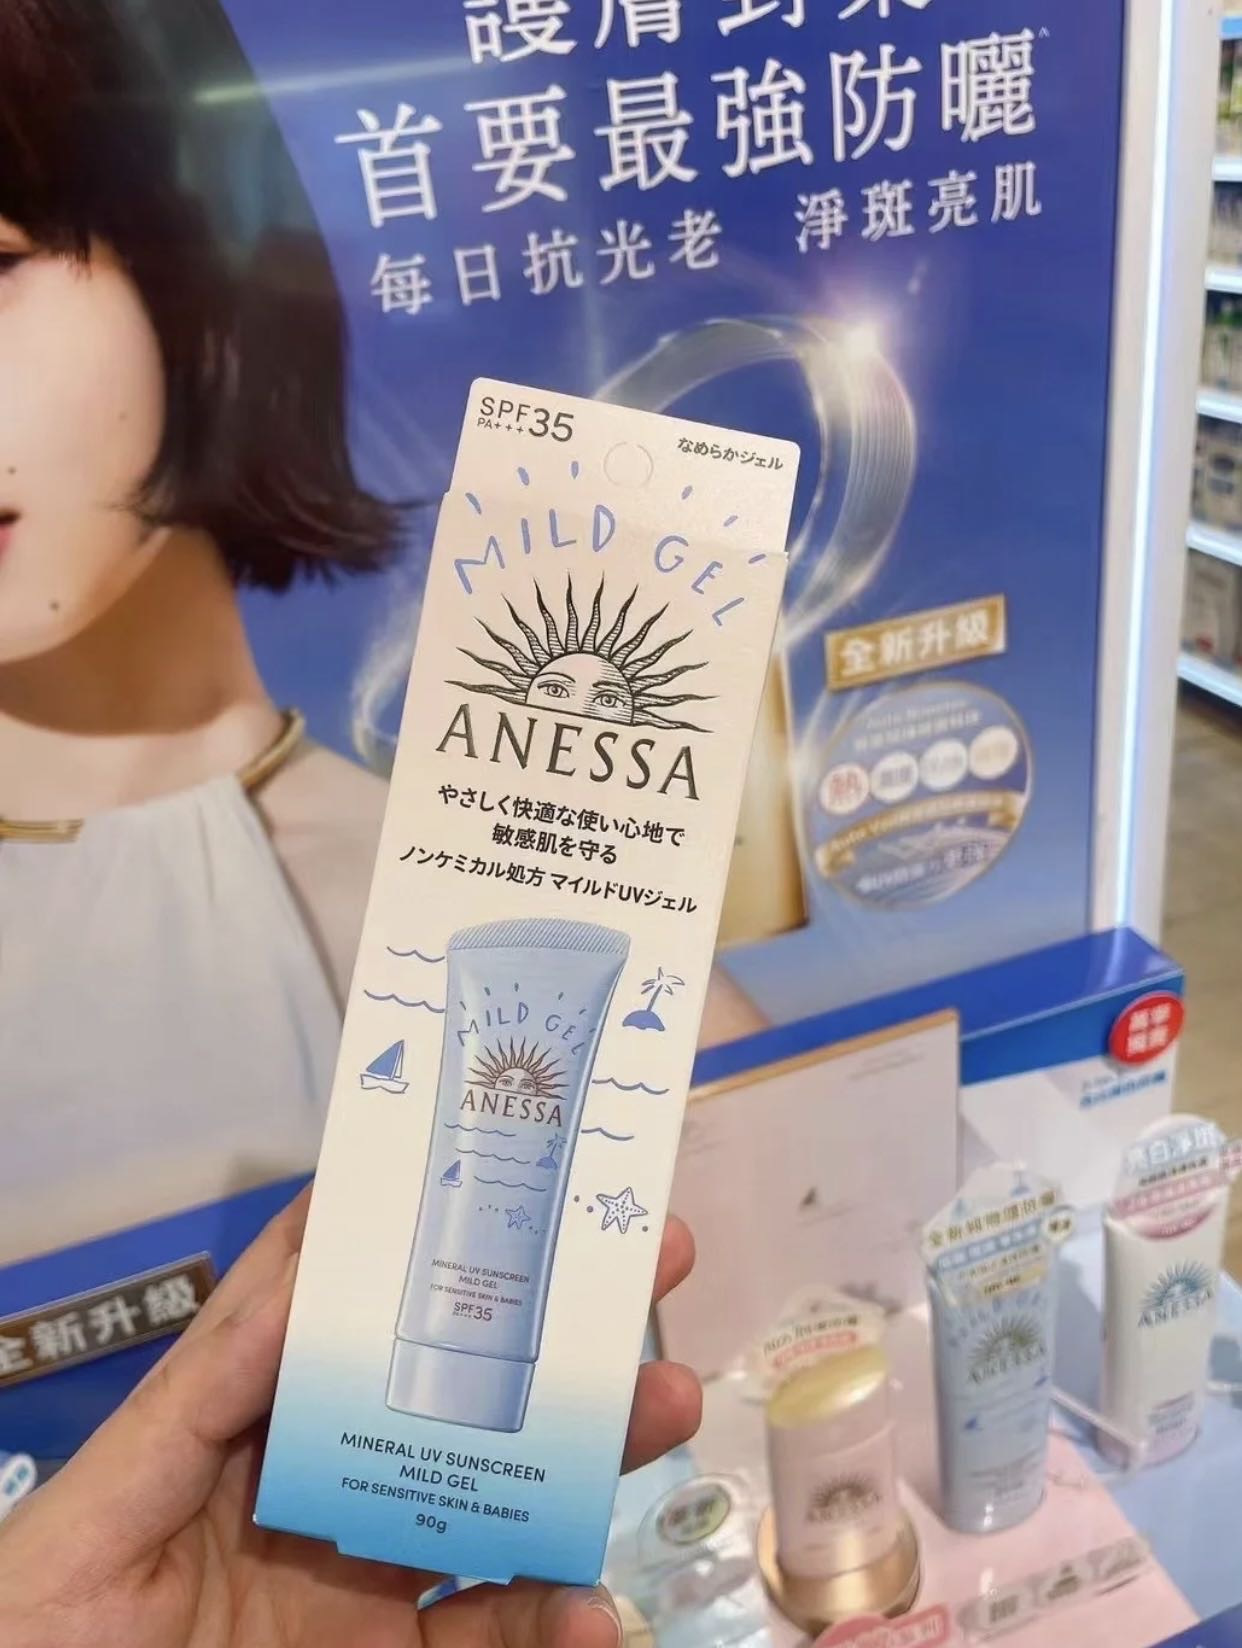 護膚對策
首要最強防曬^
每日抗光老 淨斑亮肌
SPF35
PA+++
なめらかジェル
MILD GEL
ANESSA
やさしく快適な使い心地で
敏感肌を守る
ノンケミカル処方 マイルドUVジェル
MILD GEL
ANESSA
MINERAL UV SUNSCREEN
MILD GEL
FOR SENSITIVE SKIN & BABIES
SPF35
PA+++
MINERAL UV SUNSCREEN
MILD GEL
FOR SENSITIVE SKIN & BABIES
90g
全新升級
熱
全新升級
ANESSA
ANESSA
ANESSA